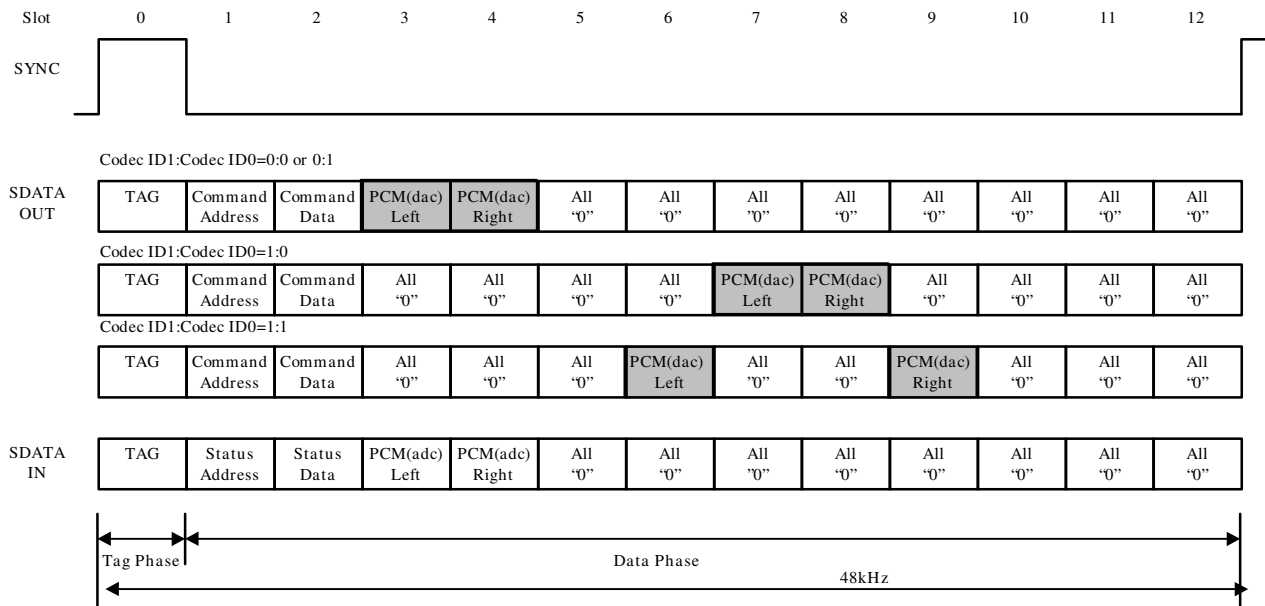 Slot 0 1 2 3 4 5 6 7 8 9 10 11 12
SYNC
Codec ID1:Codec ID0=0:0 or 0:1
SDATA OUT
TAG Command Address Command Data PCM(dac) Left PCM(dac) Right All “0” All “0” All ”0” All “0” All “0” All “0” All “0” All “0”
Codec ID1:Codec ID0=1:0
TAG Command Address Command Data All “0” All “0” All “0” All “0” PCM(dac) Left PCM(dac) Right All “0” All “0” All “0” All “0”
Codec ID1:Codec ID0=1:1
TAG Command Address Command Data All “0” All “0” All “0” PCM(dac) Left All ”0” All “0” PCM(dac) Right All “0” All “0” All “0”
SDATA IN
TAG Status Address Status Data PCM(adc) Left PCM(adc) Right All “0” All “0” All ”0” All “0” All “0” All “0” All “0” All “0”
Tag Phase Data Phase
48kHz